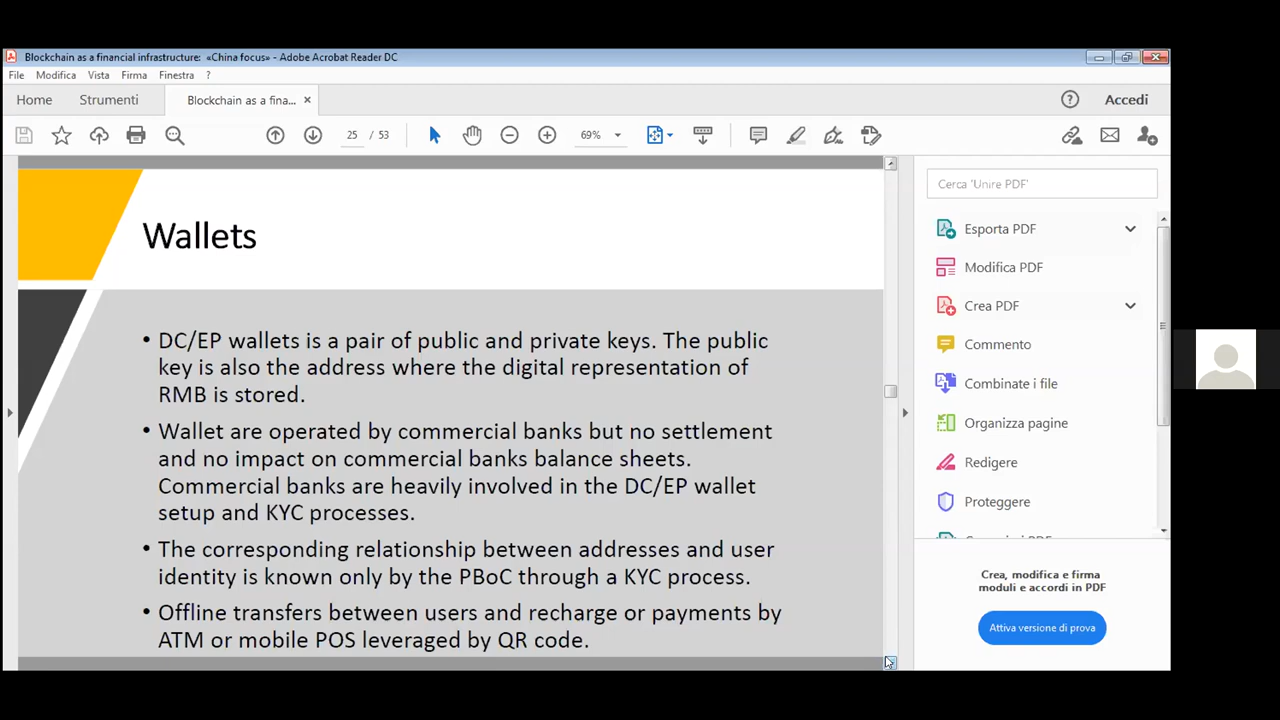 Blockchain as a financial infrastructure: «China focus» - Adobe Acrobat Reader DC
File Modifica Vista Firma Finestra ?
Home Strumenti Blockchain as a fina... × Accedi
25 / 53 69%
Cerca 'Unire PDF'
Wallets
Esporta PDF
Modifica PDF
Crea PDF
Commento
Combinate i file
Organizza pagine
Redigere
Proteggere
• DC/EP wallets is a pair of public and private keys. The public
key is also the address where the digital representation of
RMB is stored.
• Wallet are operated by commercial banks but no settlement
and no impact on commercial banks balance sheets.
Commercial banks are heavily involved in the DC/EP wallet
setup and KYC processes.
• The corresponding relationship between addresses and user
identity is known only by the PBoC through a KYC process.
• Offline transfers between users and recharge or payments by
ATM or mobile POS leveraged by QR code.
Crea, modifica e firma
moduli e accordi in PDF
Attiva versione di prova